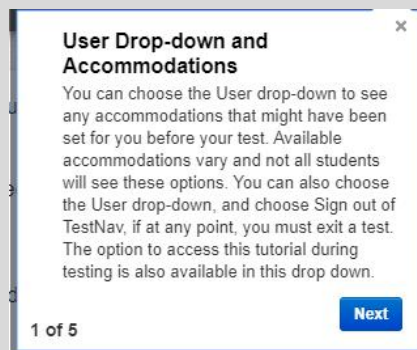 User Drop-down and
Accommodations
You can choose the User drop-down to see
any accommodations that might have been
set for you before your test. Available
accommodations vary and not all students
will see these options. You can also choose
the User drop-down, and choose Sign out of
TestNav, if at any point, you must exit a test.
The option to access this tutorial during
testing is also available in this drop down.
Next
1 of 5